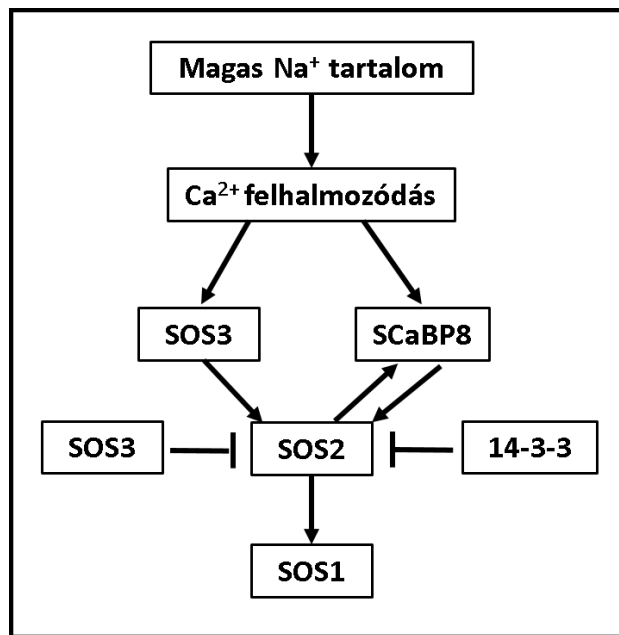 Magas Na⁺ tartalom
Ca²⁺ felhalmozódás
SOS3 SCaBP8
SOS3 SOS2 14-3-3
SOS1